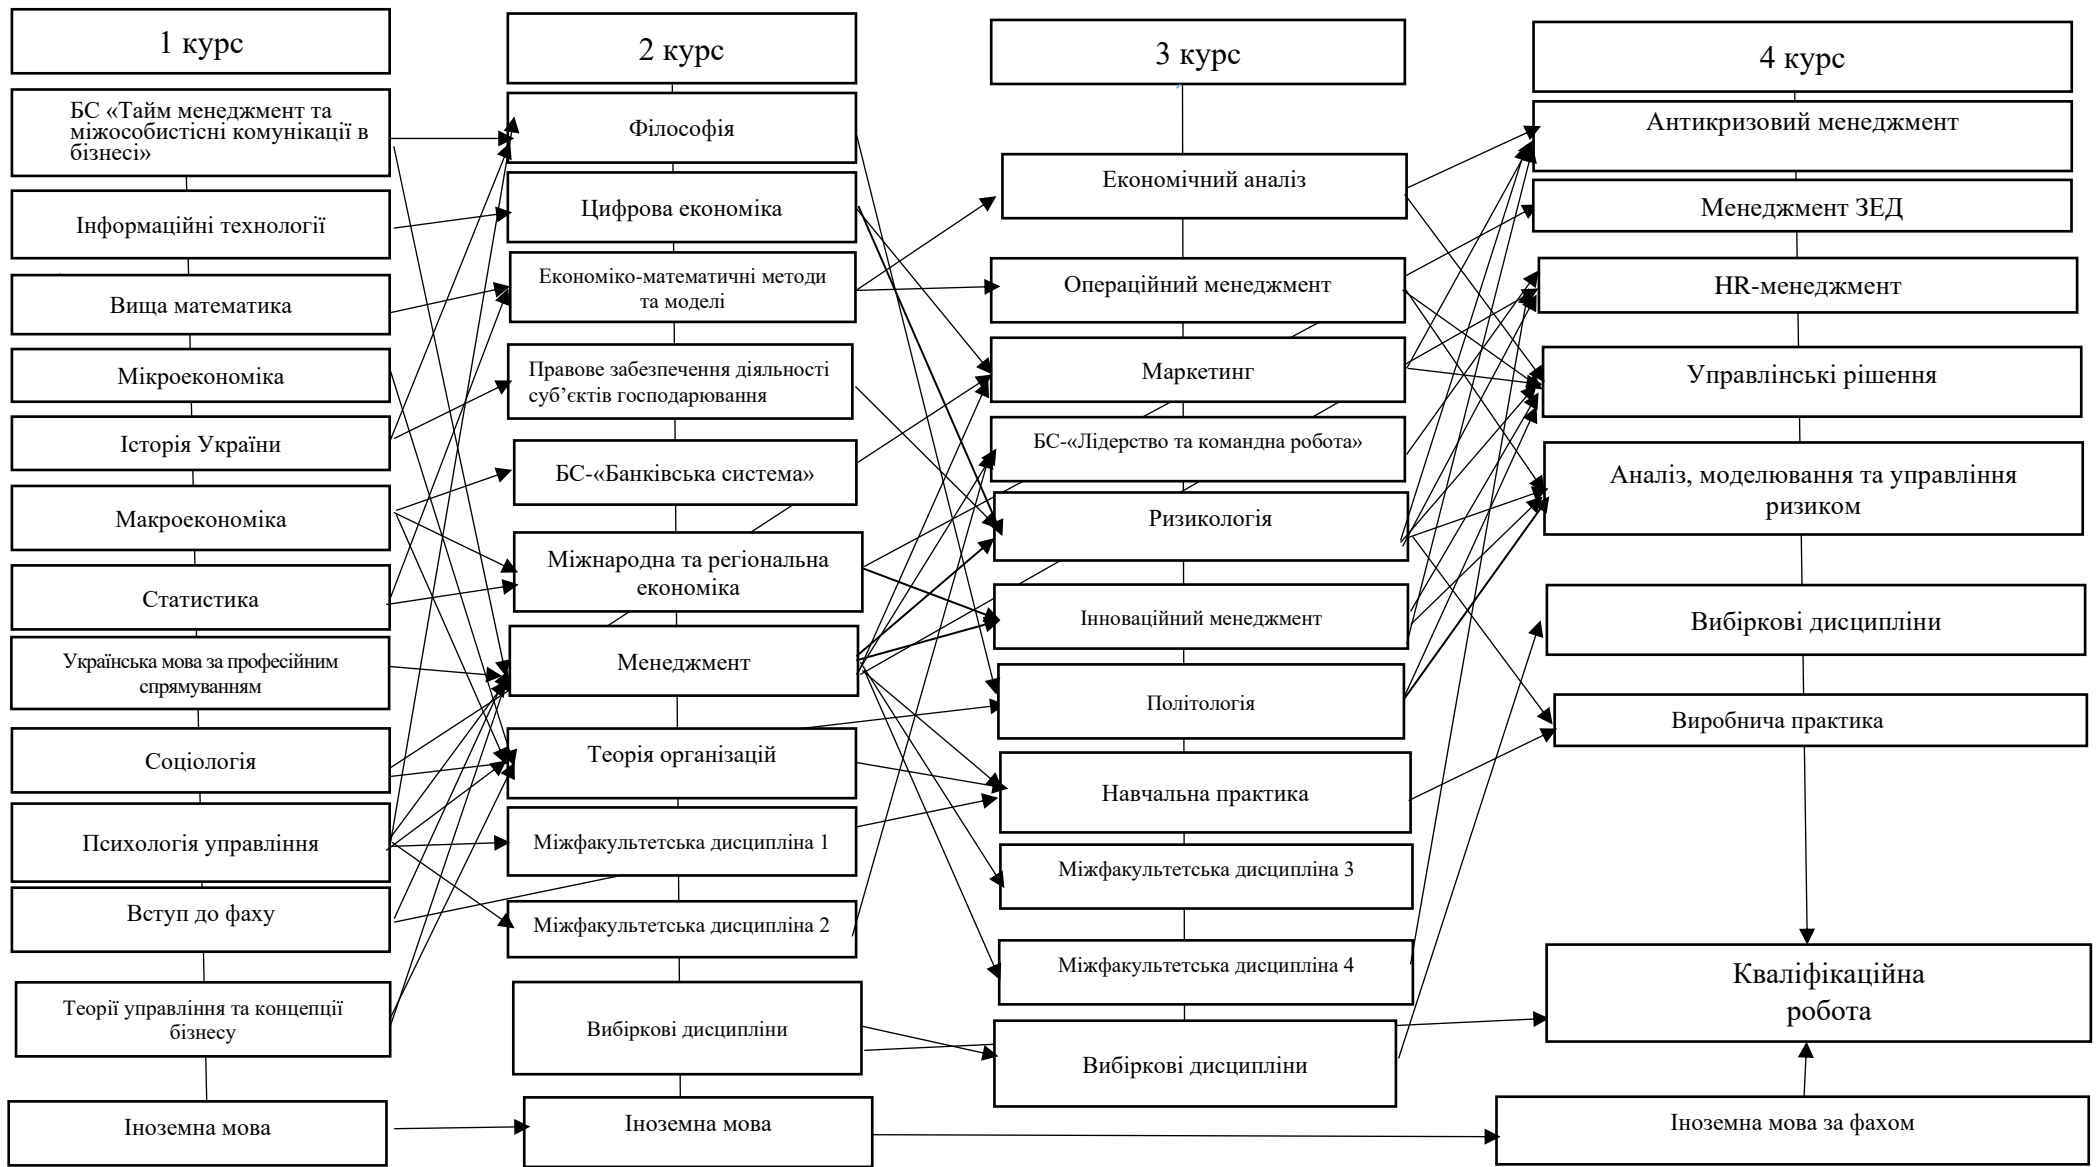 1 курс
БС «Тайм менеджмент та
міжособистісні комунікації в
бізнесі»
Інформаційні технології
Вища математика
Мікроекономіка
Історія України
Макроекономіка
Статистика
Українська мова за професійним
спрямуванням
Соціологія
Психологія управління
Вступ до фаху
Теорії управління та концепції
бізнесу
Іноземна мова
2 курс
Філософія
Цифрова економіка
Економіко-математичні методи
та моделі
Правове забезпечення діяльності
суб’єктів господарювання
БС-«Банківська система»
Міжнародна та регіональна
економіка
Менеджмент
Теорія організацій
Міжфакультетська дисципліна 1
Міжфакультетська дисципліна 2
Вибіркові дисципліни
Іноземна мова
3 курс
Економічний аналіз
Операційний менеджмент
Маркетинг
БС-«Лідерство та командна робота»
Ризикологія
Інноваційний менеджмент
Політологія
Навчальна практика
Міжфакультетська дисципліна 3
Міжфакультетська дисципліна 4
Вибіркові дисципліни
4 курс
Антикризовий менеджмент
Менеджмент ЗЕД
HR-менеджмент
Управлінські рішення
Аналіз, моделювання та управління
ризиком
Вибіркові дисципліни
Виробнича практика
Кваліфікаційна
робота
Іноземна мова за фахом